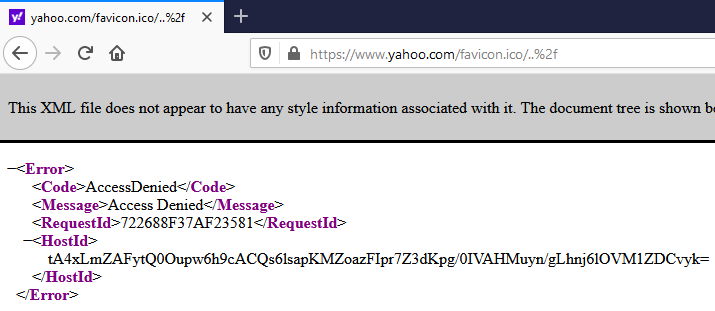 yahoo.com/favicon.ico/..%2f
https://www.yahoo.com/favicon.ico/..%2f
This XML file does not appear to have any style information associated with it. The document tree is shown be
−<Error>
<Code>AccessDenied</Code>
<Message>Access Denied</Message>
<RequestId>722688F37AF23581</RequestId>
−<HostId>
tA4xLmZAFytQ0Oupw6h9cACQs6lsapKMZoazFIpr7Z3dKpg/0IVAHMuyn/gLhnj6lOVM1ZDCvyk=
</HostId>
</Error>